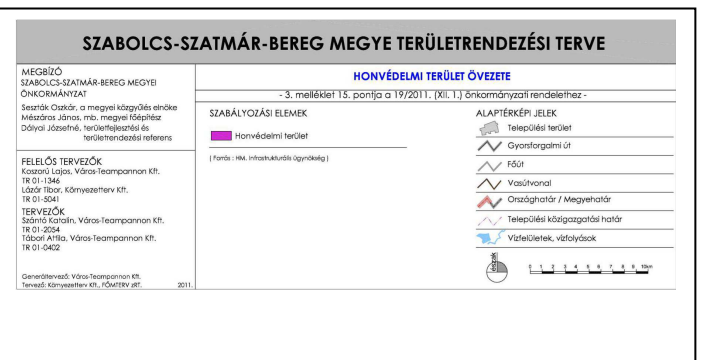 SZABOLCS-SZATMÁR-BEREG MEGYE TERÜLETRENDEZÉSI TERVE
MEGBÍZÓ
SZABOLCS-SZATMÁR-BEREG MEGYEI
ÖNKORMÁNYZAT
Seszták Oszkár, a megyei közgyűlés elnöke
Mészáros János, mb. megyei főépítész
Dályai Józsefné, területfejlesztési és
területrendezési referens
FELELŐS TERVEZŐK
Koszorú Lajos, Város-Teampannon Kft.
TR 01-1346
Lázár Tibor, Környezetterv Kft.
TR 01-5041
TERVEZŐK
Szántó Katalin, Város-Teampannon Kft.
TR 01-2054
Tábori Attila, Város-Teampannon Kft.
TR 01-0402
Generáltervező: Város-Teampannon Kft.
Tervező: Környezetterv Kft., FŐMTERV zRT. 2011.
HONVÉDELMI TERÜLET ÖVEZETE
- 3. melléklet 15. pontja a 19/2011. (XII. 1.) önkormányzati rendelethez -
SZABÁLYOZÁSI ELEMEK
Honvédelmi terület
( Forrás : HM. Infrastrukturális Ügynökség )
ALAPTÉRKÉPI JELEK
Települési terület
Gyorsforgalmi út
Főút
Vasútvonal
Országhatár / Megyehatár
Települési közigazgatási határ
Vízfelületek, vízfolyások
észak
0 1 2 3 4 5 6 7 8 9 10km